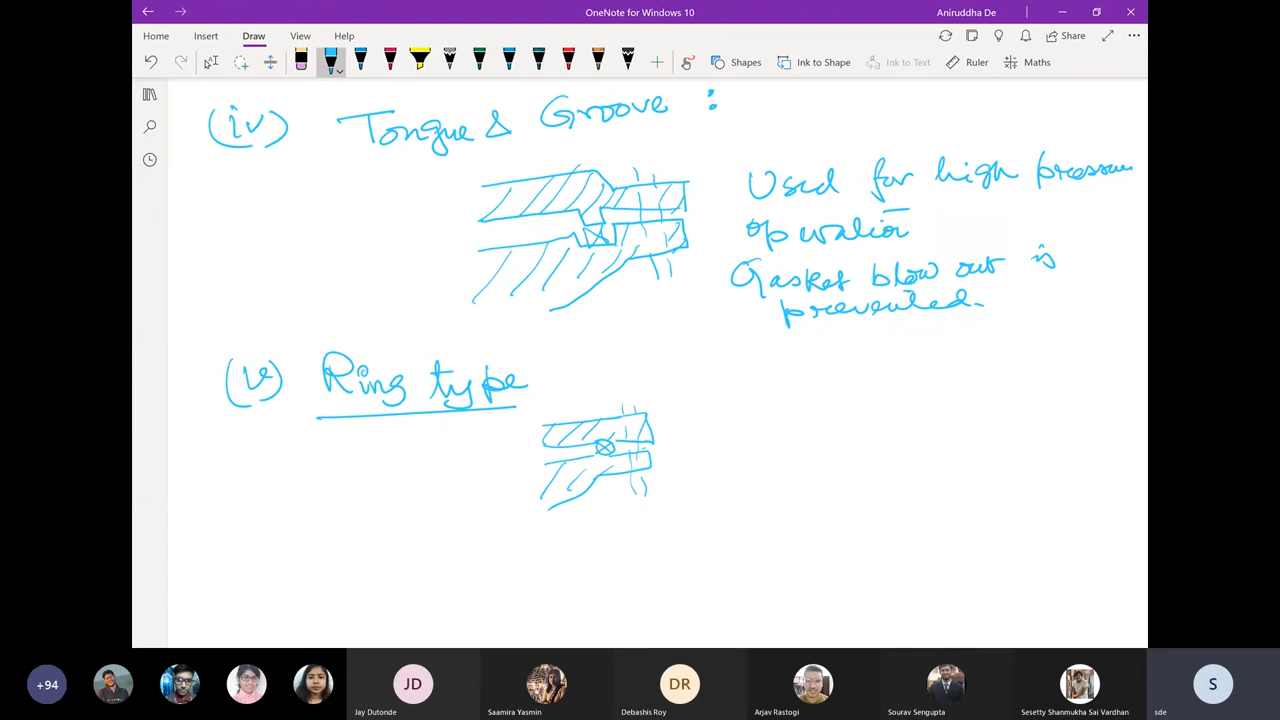 OneNote for Windows 10
Aniruddha De
Home Insert Draw View Help
Share
Shapes Ink to Shape Ink to Text Ruler Maths
(iv) Tongue & Groove :
Used for high pressure
operation
Gasket blow out is
prevented.
(v) Ring type
+94
JD
DR
S
Jay Dutonde
Saamira Yasmin
Debashis Roy
Arjav Rastogi
Sourav Sengupta
Sesetty Shanmukha Sai Vardhan
sde